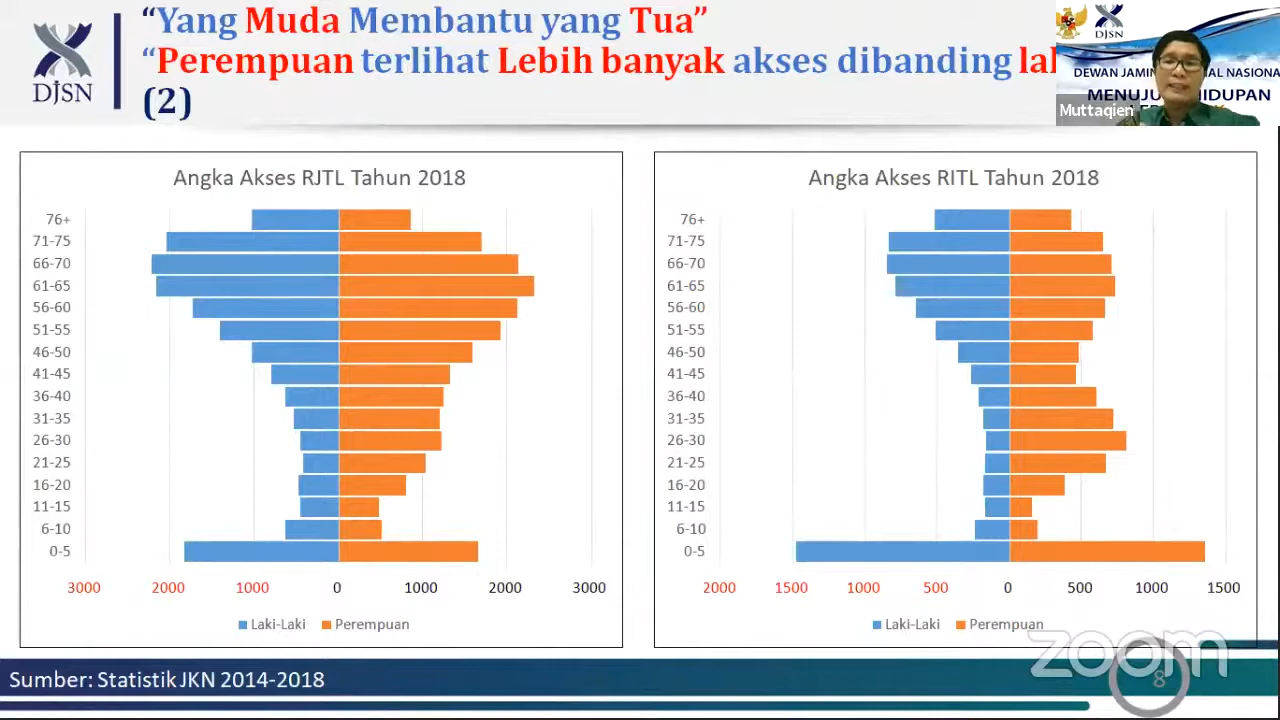 “Yang Muda Membantu yang Tua”
“Perempuan terlihat Lebih banyak akses dibanding
(2)
DJSN
DJSN
DEWAN
NASIONA
MENUJU
HIDUPAN
Muttaqien
Angka Akses RJTL Tahun 2018
76+
71-75
66-70
61-65
56-60
51-55
46-50
41-45
36-40
31-35
26-30
21-25
16-20
11-15
6-10
0-5
3000 2000 1000 0 1000 2000 3000
Laki-Laki Perempuan
Angka Akses RITL Tahun 2018
76+
71-75
66-70
61-65
56-60
51-55
46-50
41-45
36-40
31-35
26-30
21-25
16-20
11-15
6-10
0-5
2000 1500 1000 500 0 500 1000 1500
Laki-Laki Perempuan
zoom
Sumber: Statistik JKN 2014-2018
8